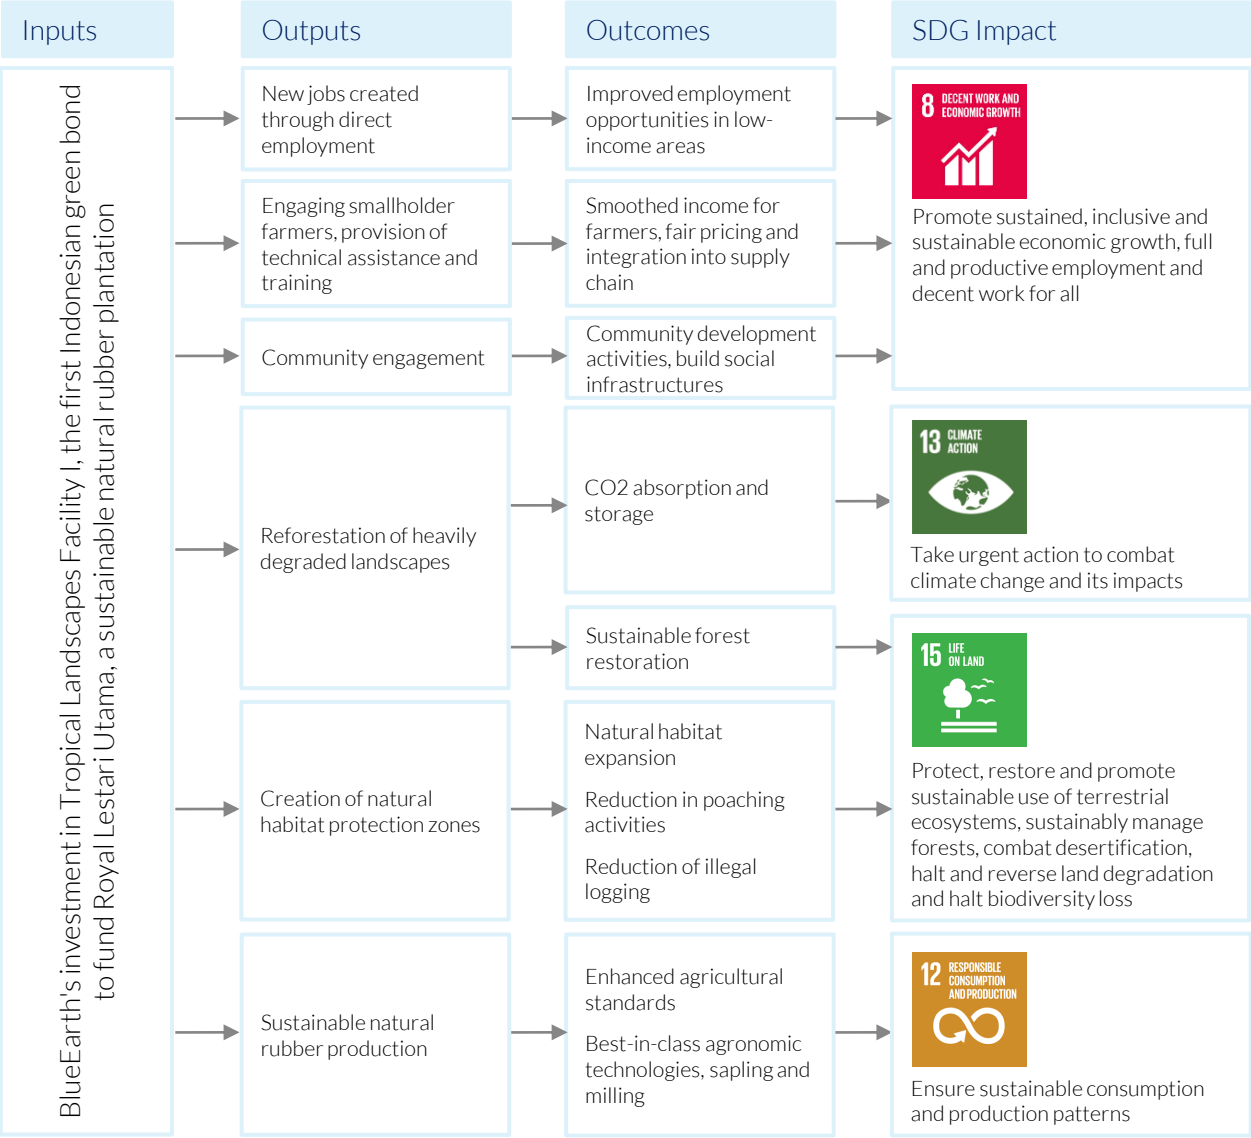 Inputs
Outputs
Outcomes
SDG Impact
BlueEarth's investment in Tropical Landscapes Facility I, the first Indonesian green bond
to fund Royal Lestari Utama, a sustainable natural rubber plantation
New jobs created
through direct
employment
Improved employment
opportunities in low-
income areas
8 DECENT WORK AND
ECONOMIC GROWTH
Promote sustained, inclusive and
sustainable economic growth, full
and productive employment and
decent work for all
Engaging smallholder
farmers, provision of
technical assistance and
training
Smoothed income for
farmers, fair pricing and
integration into supply
chain
Community engagement
Community development
activities, build social
infrastructures
Reforestation of heavily
degraded landscapes
CO2 absorption and
storage
13 CLIMATE
ACTION
Take urgent action to combat
climate change and its impacts
Sustainable forest
restoration
15 LIFE
ON LAND
Protect, restore and promote
sustainable use of terrestrial
ecosystems, sustainably manage
forests, combat desertification,
halt and reverse land degradation
and halt biodiversity loss
Creation of natural
habitat protection zones
Natural habitat
expansion
Reduction in poaching
activities
Reduction of illegal
logging
Sustainable natural
rubber production
Enhanced agricultural
standards
Best-in-class agronomic
technologies, sapling and
milling
12 RESPONSIBLE
CONSUMPTION
AND PRODUCTION
Ensure sustainable consumption
and production patterns